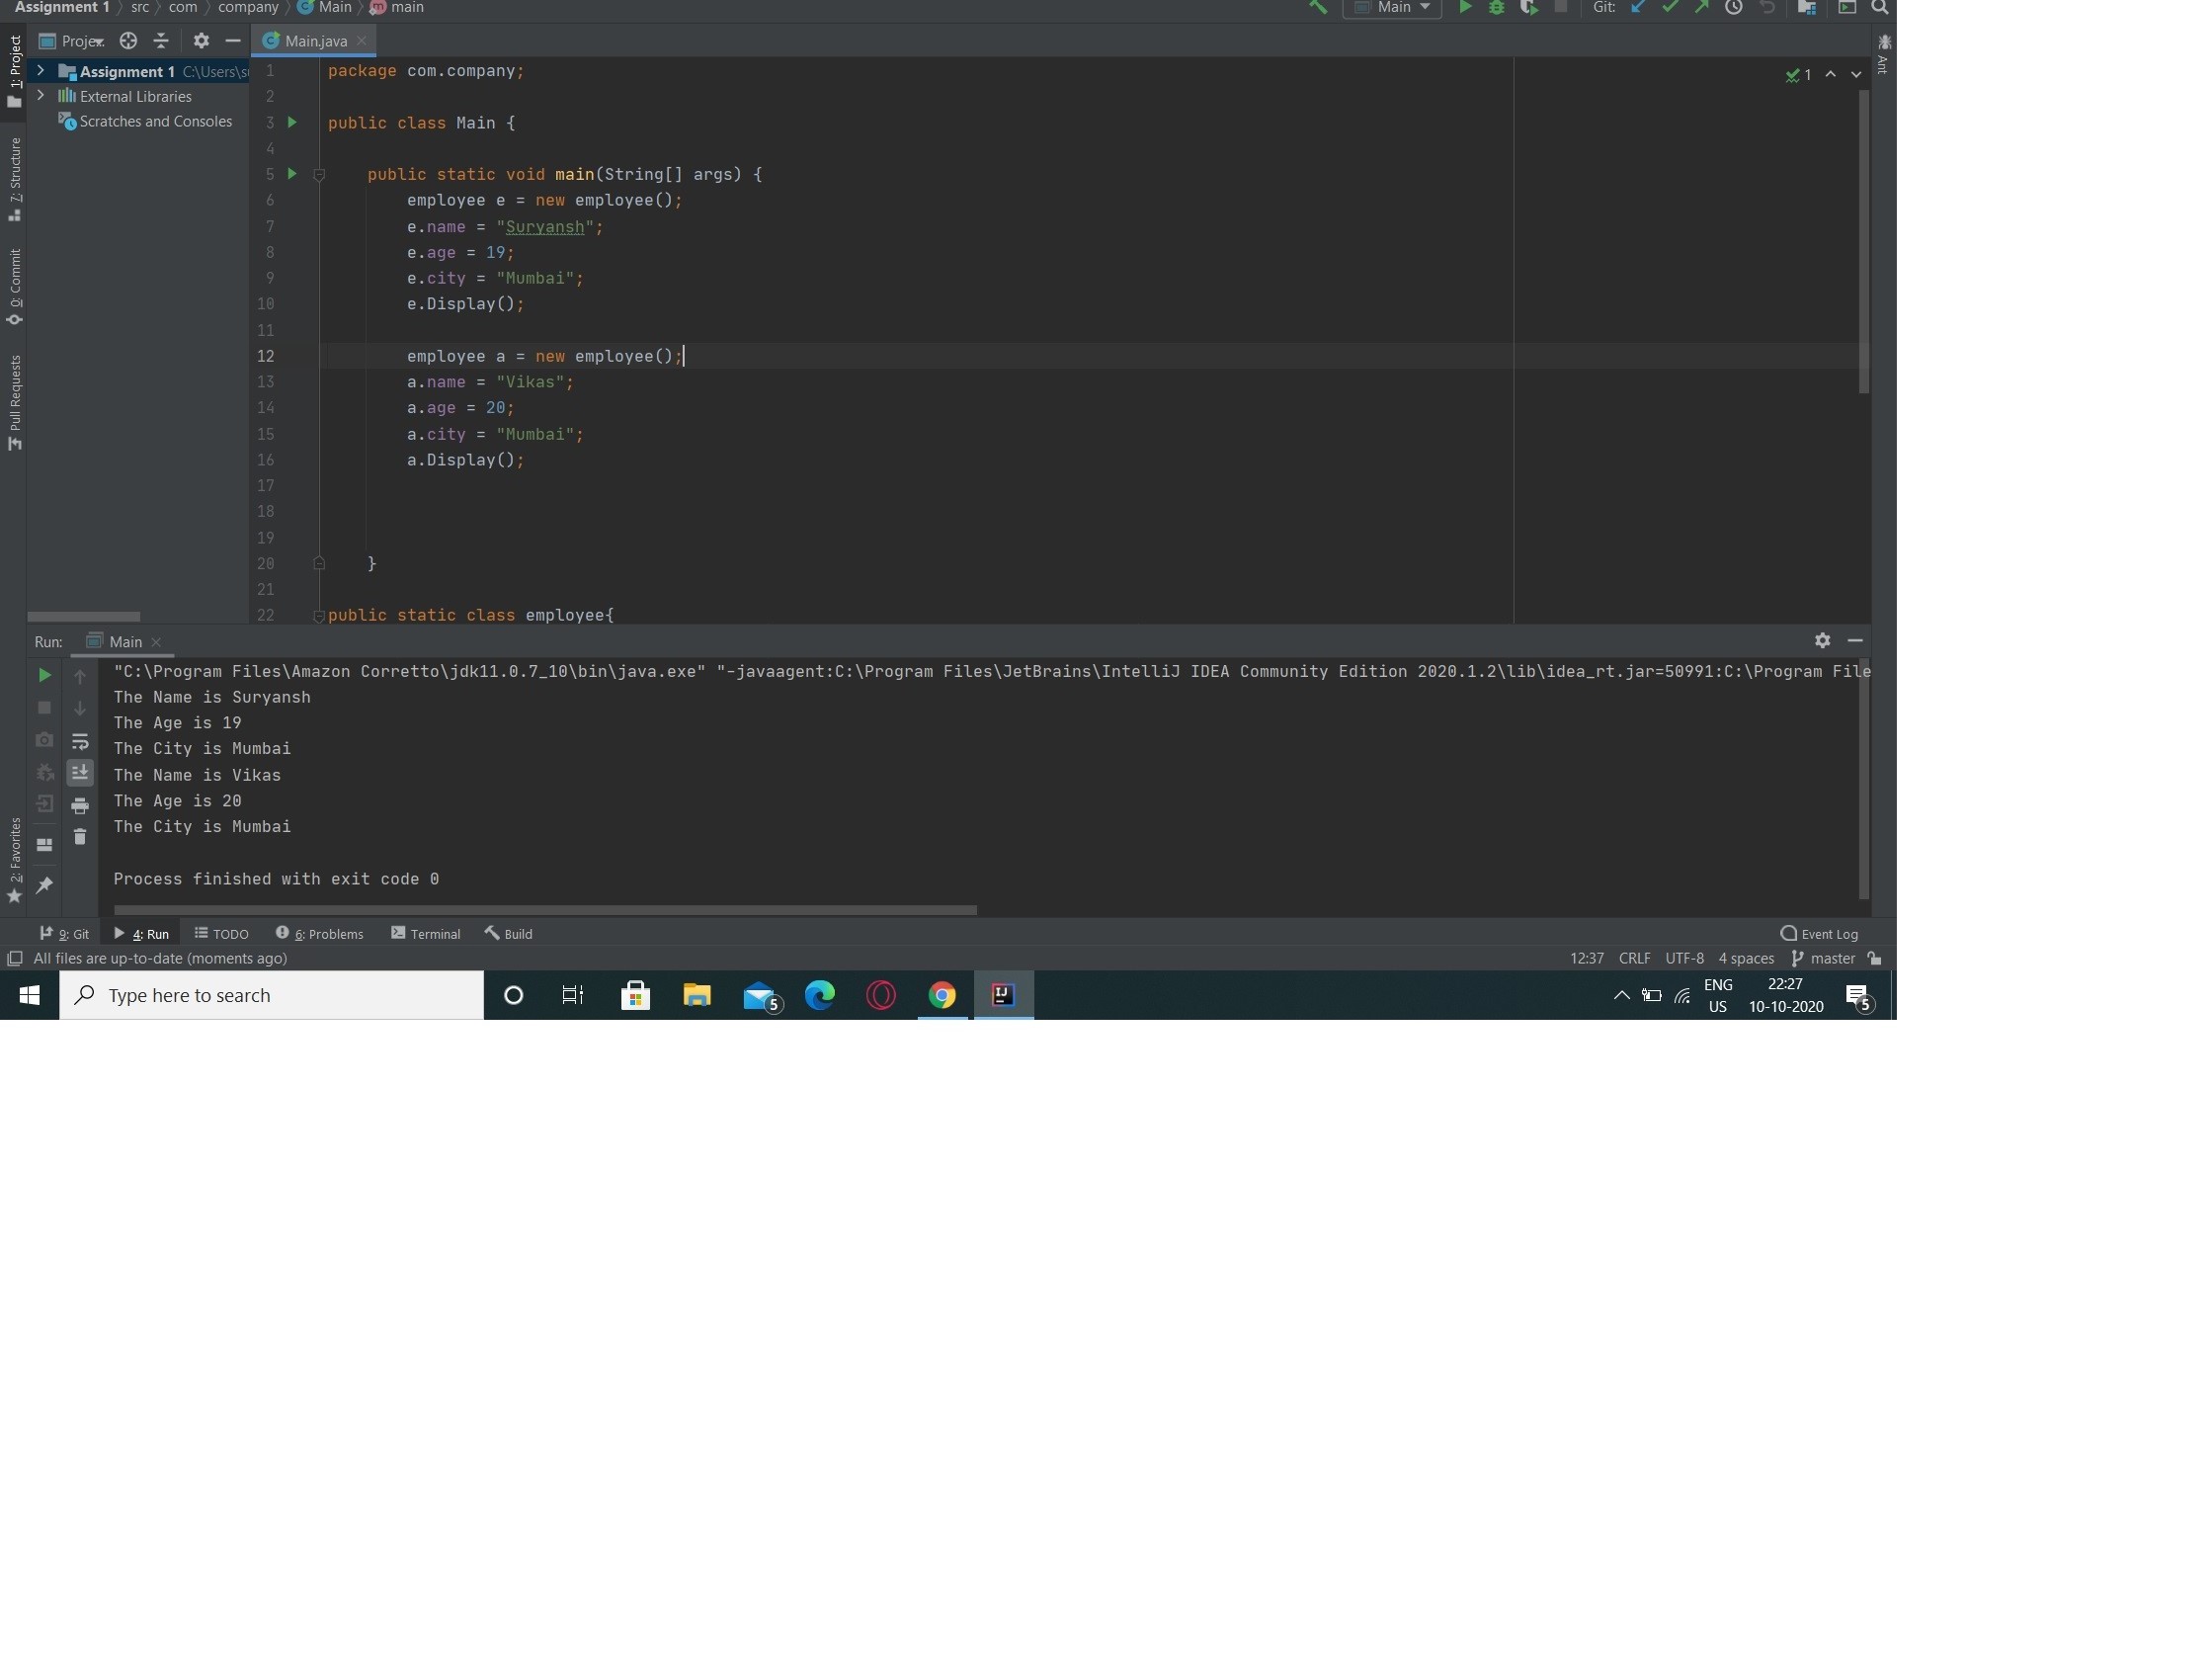 Assignment 1 src com company Main main
Main Git:
Proje
Main.java
1: Project
Assignment 1 C:\Users\s
External Libraries
Scratches and Consoles
7: Structure
0: Commit
Pull Requests
2: Favorites
Ant
1
1 package com.company;
2
3 public class Main {
4
5 public static void main(String[] args) {
6 employee e = new employee();
7 e.name = "Suryansh";
8 e.age = 19;
9 e.city = "Mumbai";
10 e.Display();
11
12 employee a = new employee();
13 a.name = "Vikas";
14 a.age = 20;
15 a.city = "Mumbai";
16 a.Display();
17
18
19
20 }
21
22 public static class employee{
Run: Main
"C:\Program Files\Amazon Corretto\jdk11.0.7_10\bin\java.exe" "-javaagent:C:\Program Files\JetBrains\IntelliJ IDEA Community Edition 2020.1.2\lib\idea_rt.jar=50991:C:\Program File
The Name is Suryansh
The Age is 19
The City is Mumbai
The Name is Vikas
The Age is 20
The City is Mumbai
Process finished with exit code 0
9: Git 4: Run TODO 6: Problems Terminal Build Event Log
All files are up-to-date (moments ago) 12:37 CRLF UTF-8 4 spaces master
Type here to search
5
IJ
ENG
US
22:27
10-10-2020
5